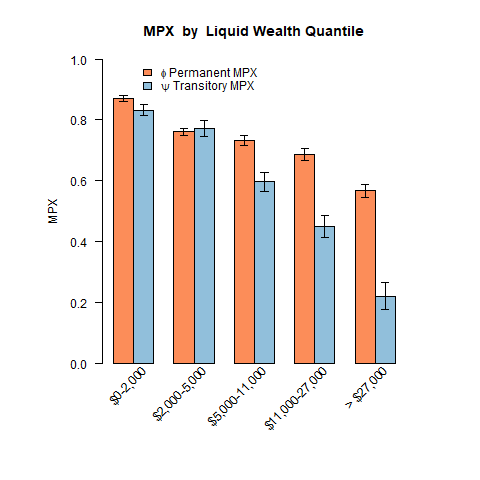 MPX by Liquid Wealth Quantile
ϕ Permanent MPX
ψ Transitory MPX
MPX
1.0
0.8
0.6
0.4
0.2
0.0
$0-2,000
$2,000-5,000
$5,000-11,000
$11,000-27,000
> $27,000